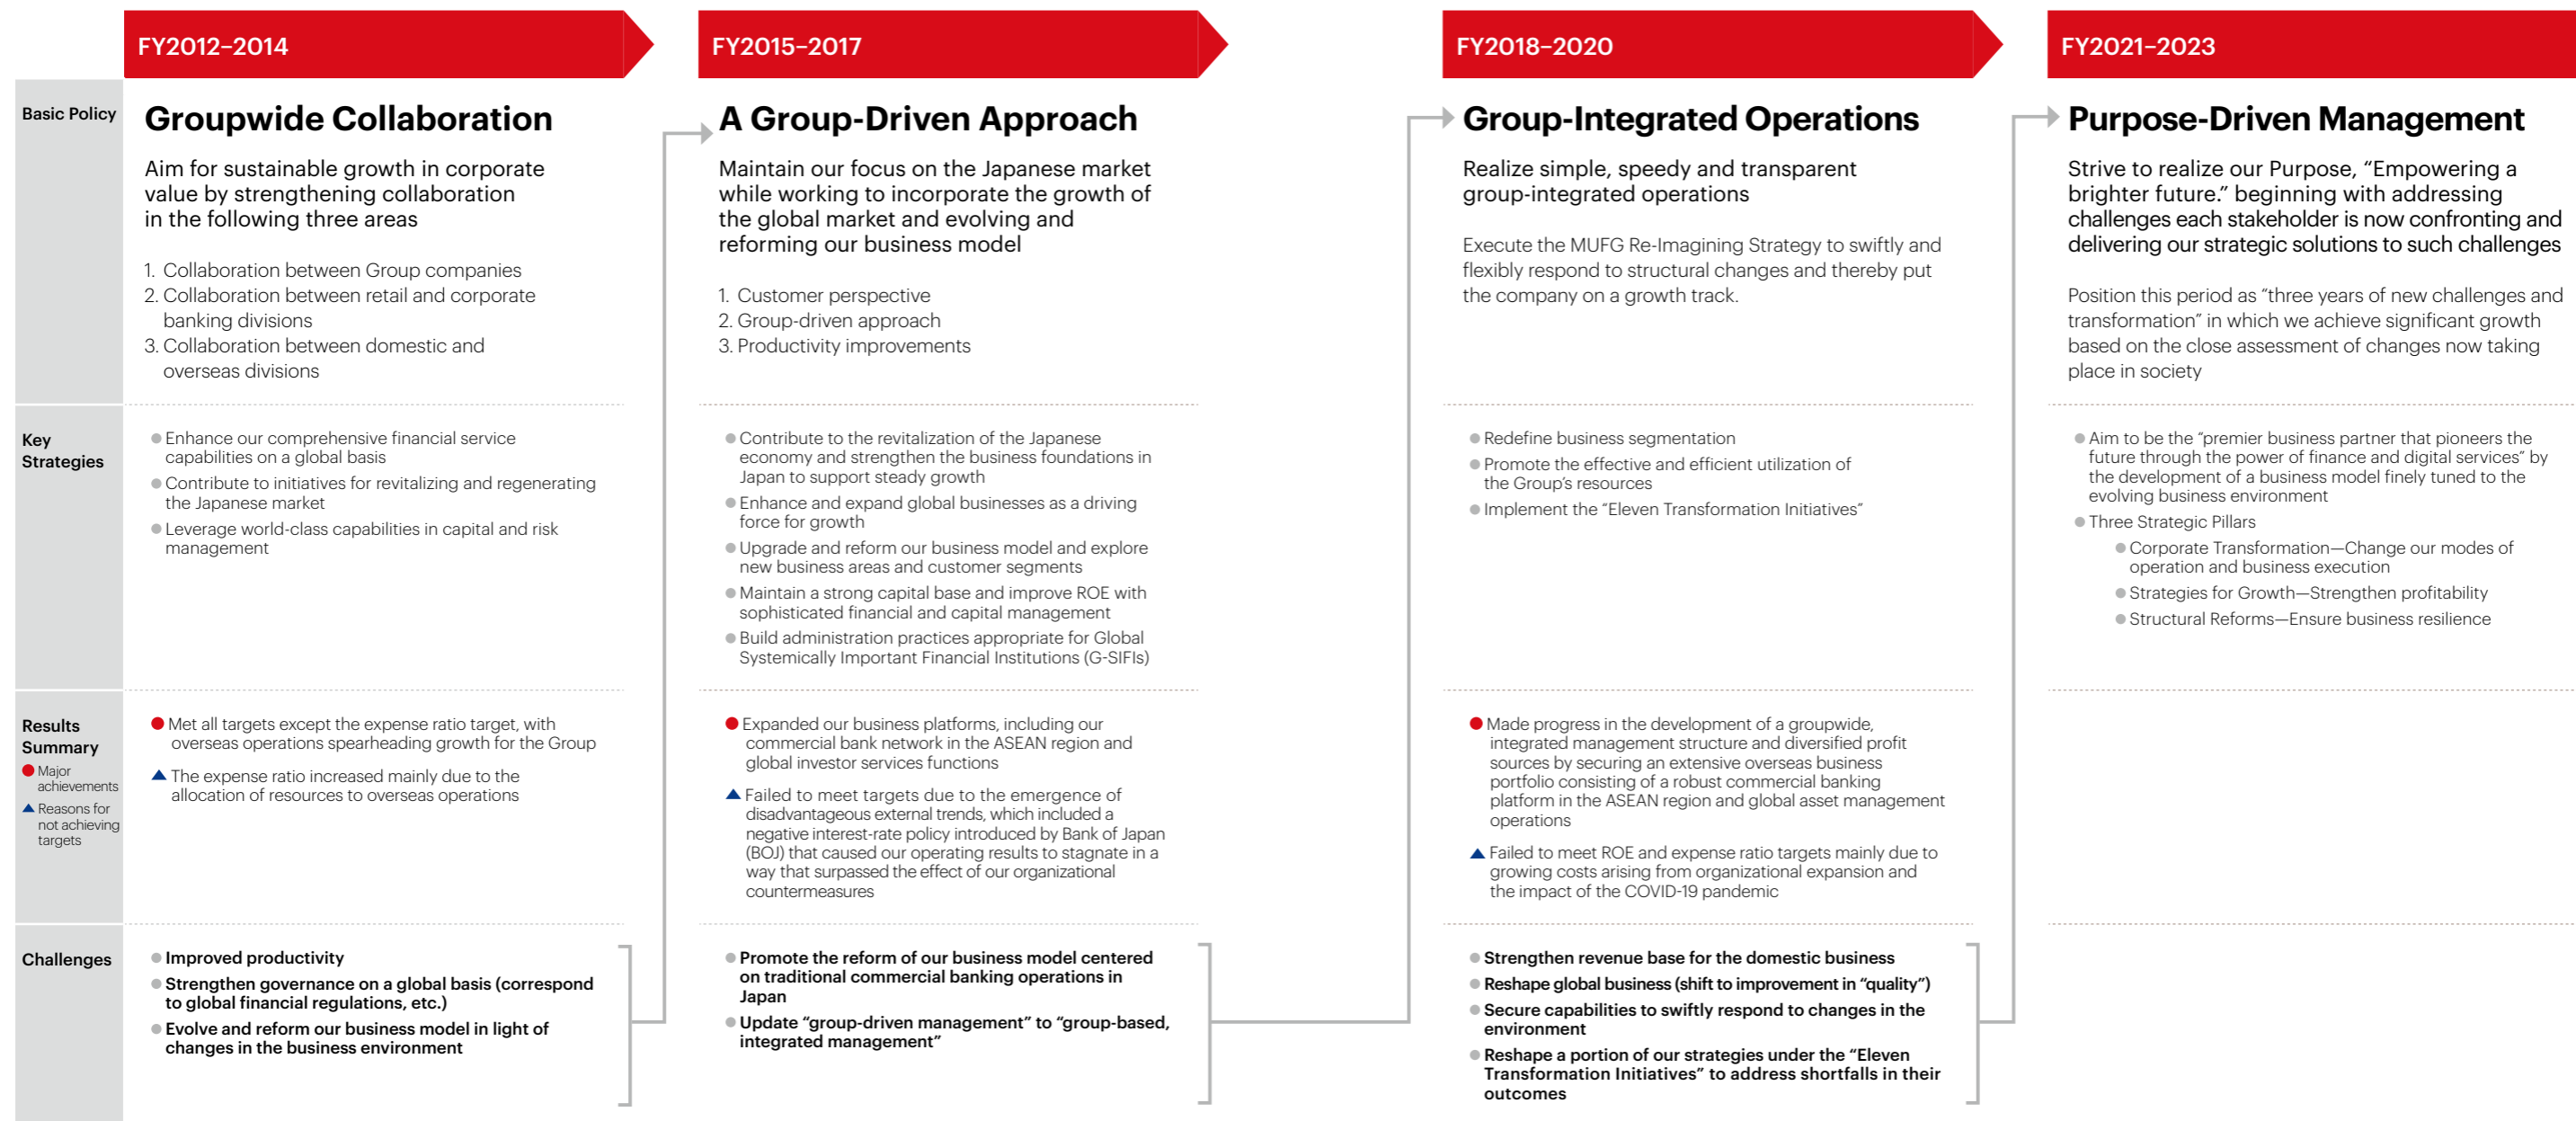 FY2012–2014
FY2015–2017
FY2018–2020
FY2021–2023
Basic Policy
Groupwide Collaboration
Aim for sustainable growth in corporate
value by strengthening collaboration
in the following three areas
1. Collaboration between Group companies
2. Collaboration between retail and corporate
banking divisions
3. Collaboration between domestic and
overseas divisions
A Group-Driven Approach
Maintain our focus on the Japanese market
while working to incorporate the growth of
the global market and evolving and
reforming our business model
1. Customer perspective
2. Group-driven approach
3. Productivity improvements
Group-Integrated Operations
Realize simple, speedy and transparent
group-integrated operations
Execute the MUFG Re-Imagining Strategy to swiftly and
flexibly respond to structural changes and thereby put
the company on a growth track.
Purpose-Driven Management
Strive to realize our Purpose, “Empowering a
brighter future.” beginning with addressing
challenges each stakeholder is now confronting and
delivering our strategic solutions to such challenges
Position this period as “three years of new challenges and
transformation” in which we achieve significant growth
based on the close assessment of changes now taking
place in society
Key
Strategies
Enhance our comprehensive financial service
capabilities on a global basis
Contribute to initiatives for revitalizing and regenerating
the Japanese market
Leverage world-class capabilities in capital and risk
management
Contribute to the revitalization of the Japanese
economy and strengthen the business foundations in
Japan to support steady growth
Enhance and expand global businesses as a driving
force for growth
Upgrade and reform our business model and explore
new business areas and customer segments
Maintain a strong capital base and improve ROE with
sophisticated financial and capital management
Build administration practices appropriate for Global
Systemically Important Financial Institutions (G-SIFIs)
Redefine business segmentation
Promote the effective and efficient utilization of
the Group’s resources
Implement the “Eleven Transformation Initiatives”
Aim to be the “premier business partner that pioneers the
future through the power of finance and digital services” by
the development of a business model finely tuned to the
evolving business environment
Three Strategic Pillars
Corporate Transformation—Change our modes of
operation and business execution
Strategies for Growth—Strengthen profitability
Structural Reforms—Ensure business resilience
Results
Summary
Major
achievements
Reasons for
not achieving
targets
Met all targets except the expense ratio target, with
overseas operations spearheading growth for the Group
The expense ratio increased mainly due to the
allocation of resources to overseas operations
Expanded our business platforms, including our
commercial bank network in the ASEAN region and
global investor services functions
Failed to meet targets due to the emergence of
disadvantageous external trends, which included a
negative interest-rate policy introduced by Bank of Japan
(BOJ) that caused our operating results to stagnate in a
way that surpassed the effect of our organizational
countermeasures
Made progress in the development of a groupwide,
integrated management structure and diversified profit
sources by securing an extensive overseas business
portfolio consisting of a robust commercial banking
platform in the ASEAN region and global asset management
operations
Failed to meet ROE and expense ratio targets mainly due to
growing costs arising from organizational expansion and
the impact of the COVID-19 pandemic
Challenges
Improved productivity
Strengthen governance on a global basis (correspond
to global financial regulations, etc.)
Evolve and reform our business model in light of
changes in the business environment
Promote the reform of our business model centered
on traditional commercial banking operations in
Japan
Update “group-driven management” to “group-based,
integrated management”
Strengthen revenue base for the domestic business
Reshape global business (shift to improvement in “quality”)
Secure capabilities to swiftly respond to changes in the
environment
Reshape a portion of our strategies under the “Eleven
Transformation Initiatives” to address shortfalls in their
outcomes